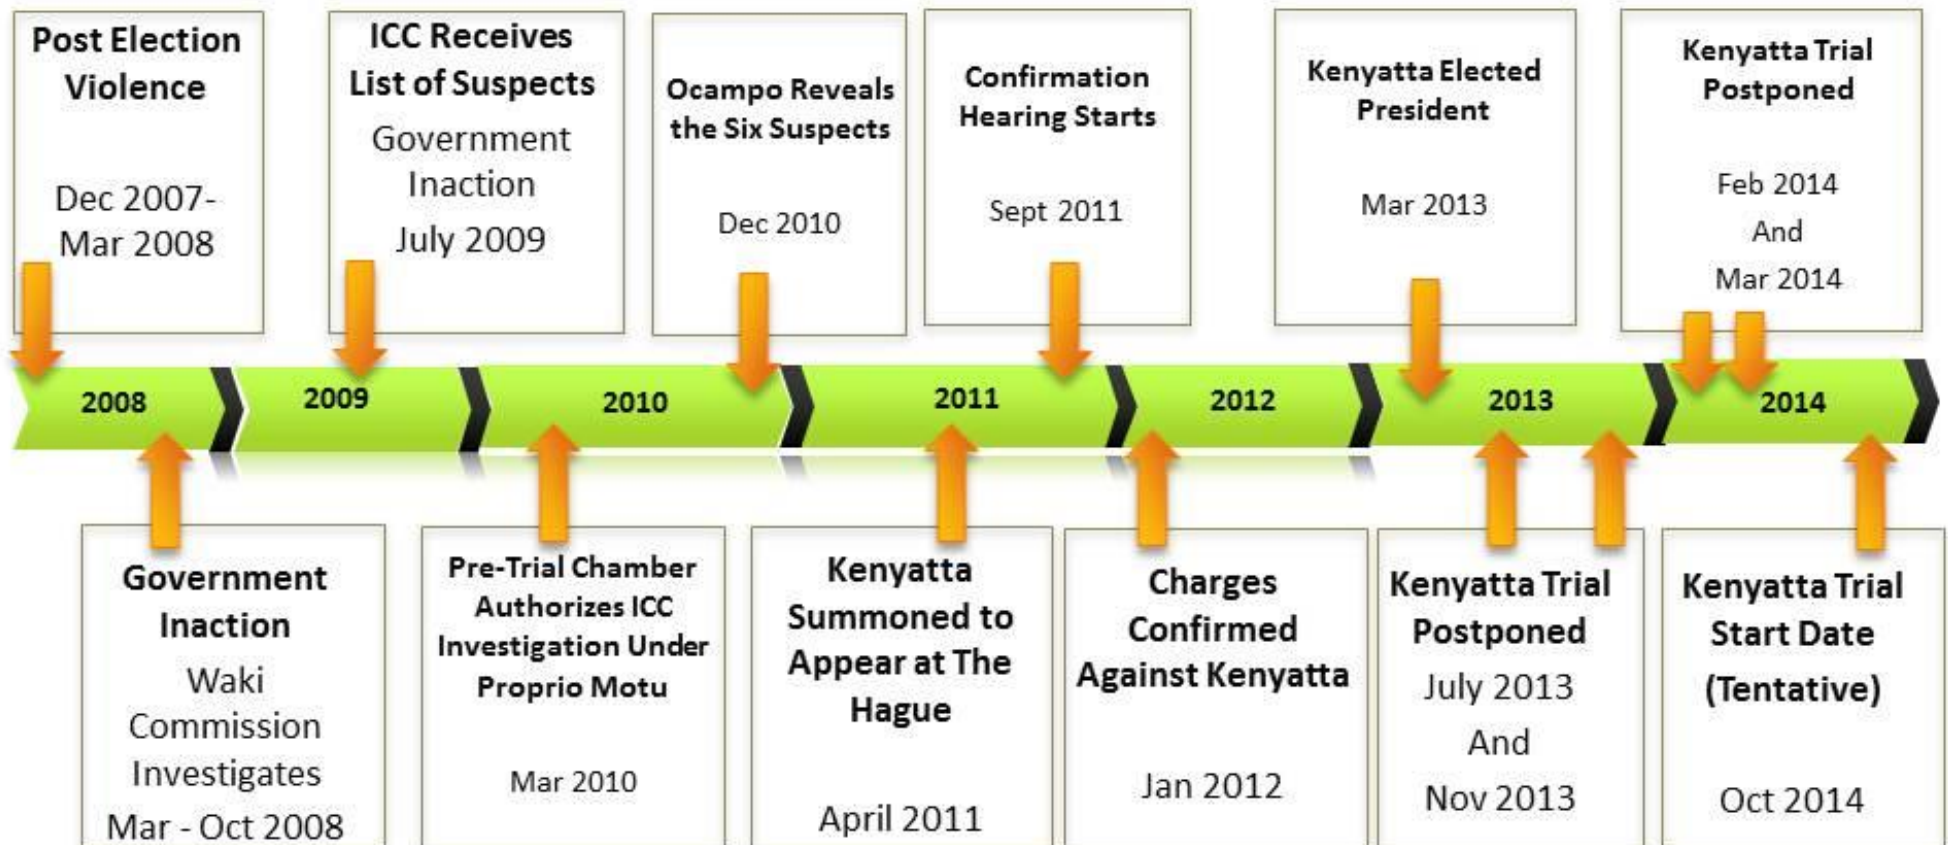 Post Election
Violence
Dec 2007-
Mar 2008
ICC Receives
List of Suspects
Government
Inaction
July 2009
Ocampo Reveals
the Six Suspects
Dec 2010
Confirmation
Hearing Starts
Sept 2011
Kenyatta Elected
President
Mar 2013
Kenyatta Trial
Postponed
Feb 2014
And
Mar 2014
2008
2009
2010
2011
2012
2013
2014
Government
Inaction
Waki
Commission
Investigates
Mar - Oct 2008
Pre-Trial Chamber
Authorizes ICC
Investigation Under
Proprio Motu
Mar 2010
Kenyatta
Summoned to
Appear at The
Hague
April 2011
Charges
Confirmed
Against Kenyatta
Jan 2012
Kenyatta Trial
Postponed
July 2013
And
Nov 2013
Kenyatta Trial
Start Date
(Tentative)
Oct 2014